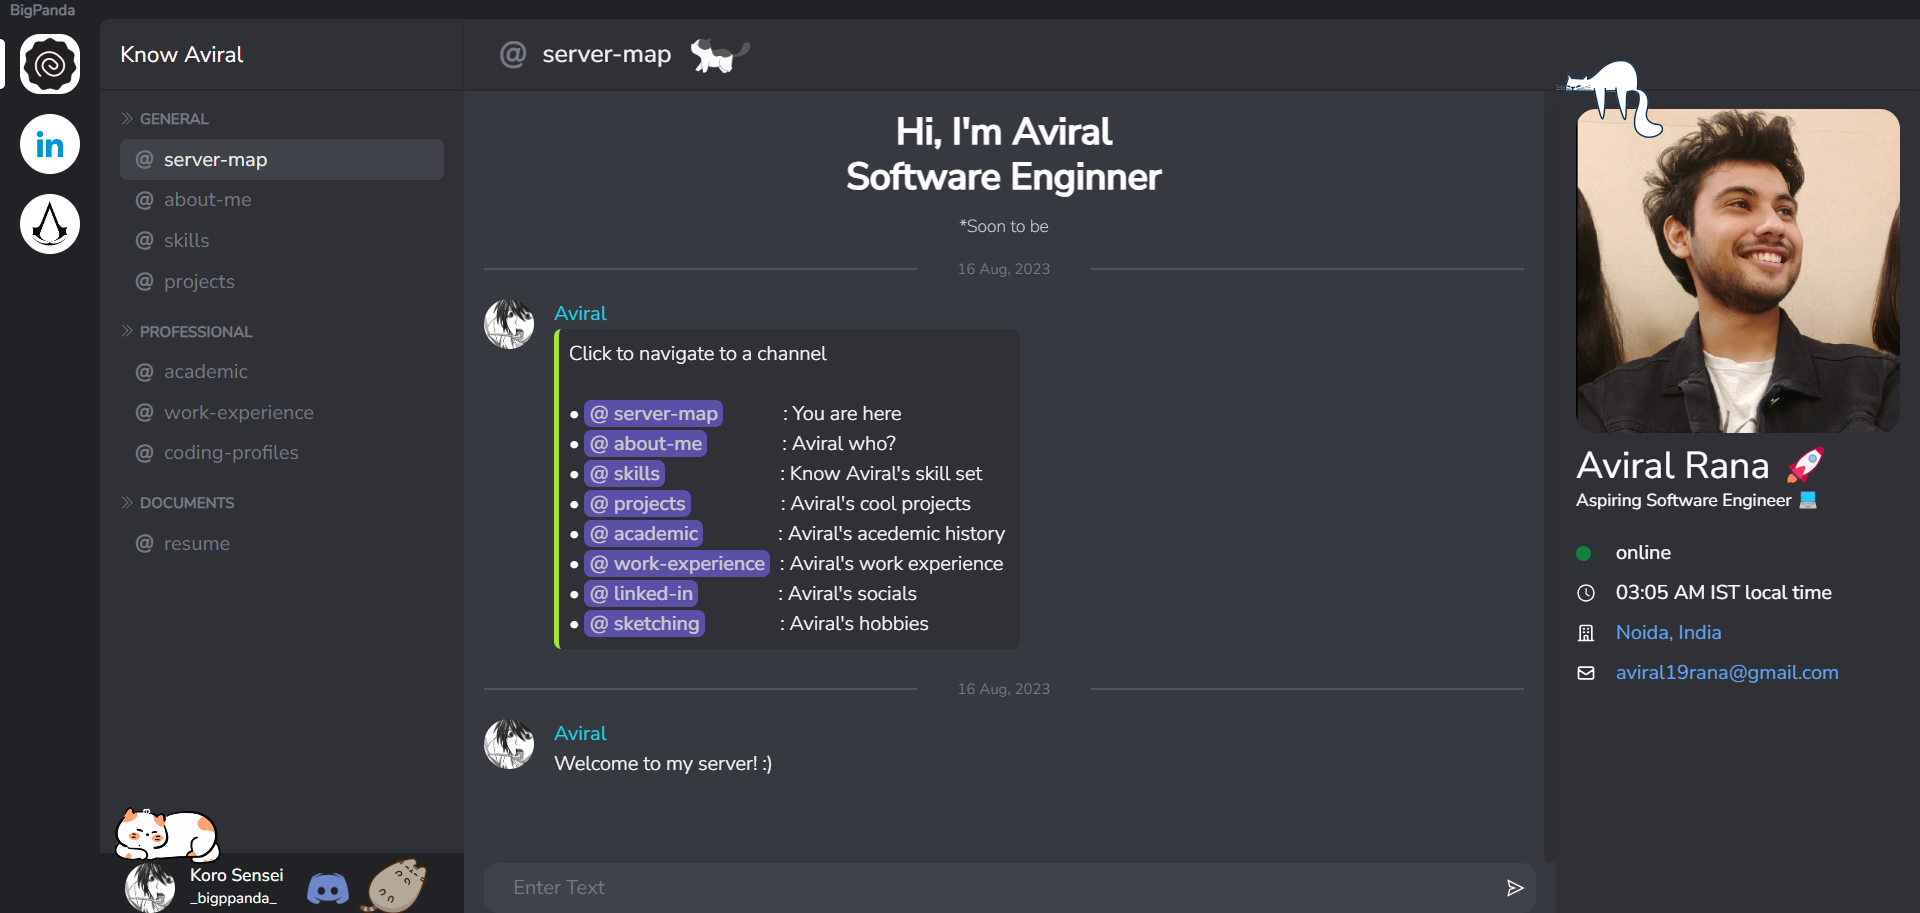 BigPanda
Know Aviral
GENERAL
@ server-map
@ about-me
@ skills
@ projects
PROFESSIONAL
@ academic
@ work-experience
@ coding-profiles
DOCUMENTS
@ resume
Koro Sensei
_bigppanda_
@ server-map
Hi, I'm Aviral
Software Enginner
*Soon to be
16 Aug, 2023
Aviral
Click to navigate to a channel
• @ server-map : You are here
• @ about-me : Aviral who?
• @ skills : Know Aviral's skill set
• @ projects : Aviral's cool projects
• @ academic : Aviral's acedemic history
• @ work-experience : Aviral's work experience
• @ linked-in : Aviral's socials
• @ sketching : Aviral's hobbies
16 Aug, 2023
Aviral
Welcome to my server! :)
Enter Text
Aviral Rana 🚀
Aspiring Software Engineer 💻
online
03:05 AM IST local time
Noida, India
aviral19rana@gmail.com
in